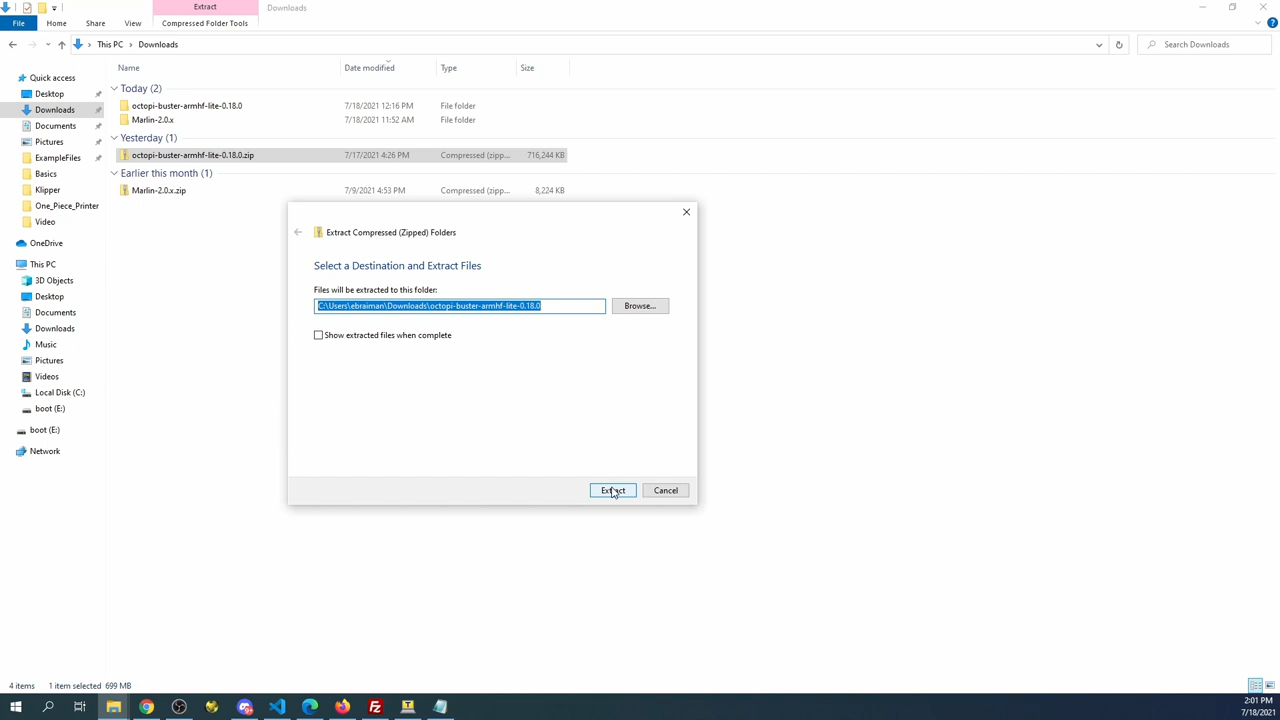 Extract
Downloads
File
Home
Share
View
Compressed Folder Tools
This PC
Downloads
Search Downloads
Name
Date modified
Type
Size
Quick access
Desktop
Downloads
Documents
Pictures
ExampleFiles
Basics
Klipper
One_Piece_Printer
Video
OneDrive
This PC
3D Objects
Desktop
Documents
Downloads
Music
Pictures
Videos
Local Disk (C:)
boot (E:)
boot (E:)
Network
Today (2)
octopi-buster-armhf-lite-0.18.0 7/18/2021 12:16 PM File folder
Marlin-2.0.x 7/18/2021 11:52 AM File folder
Yesterday (1)
octopi-buster-armhf-lite-0.18.0.zip 7/17/2021 4:26 PM Compressed (zipp... 716,244 KB
Earlier this month (1)
Marlin-2.0.x.zip 7/9/2021 4:53 PM Compressed (zipp... 8,224 KB
Extract Compressed (Zipped) Folders
Select a Destination and Extract Files
Files will be extracted to this folder:
C:\Users\ebraiman\Downloads\octopi-buster-armhf-lite-0.18.0
Browse...
Show extracted files when complete
Extract
Cancel
4 items 1 item selected 699 MB
2:01 PM
7/18/2021